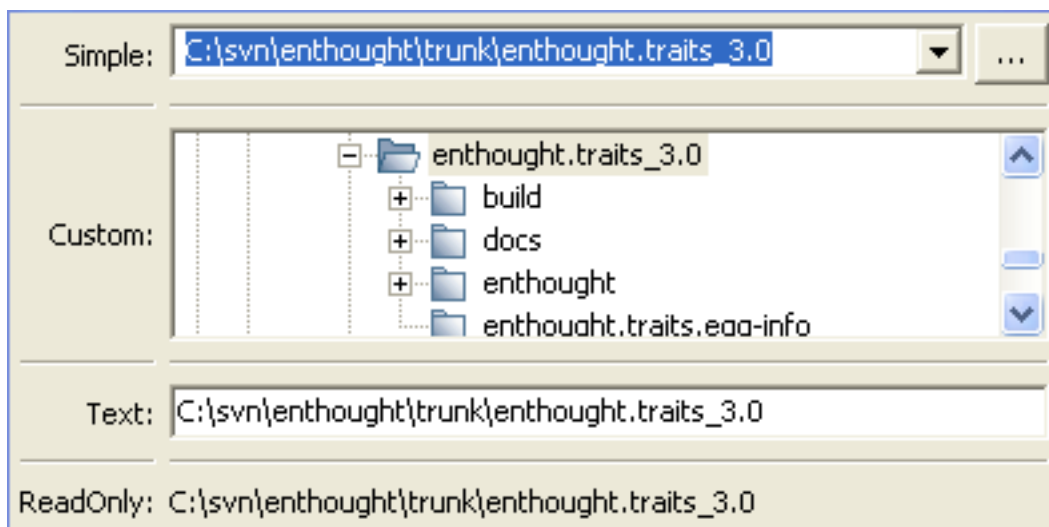 Simple: C:\svn\enthought\trunk\enthought.traits_3.0 ...
Custom:
enthought.traits_3.0
build
docs
enthought
enthought.traits.egg-info
Text: C:\svn\enthought\trunk\enthought.traits_3.0
ReadOnly: C:\svn\enthought\trunk\enthought.traits_3.0